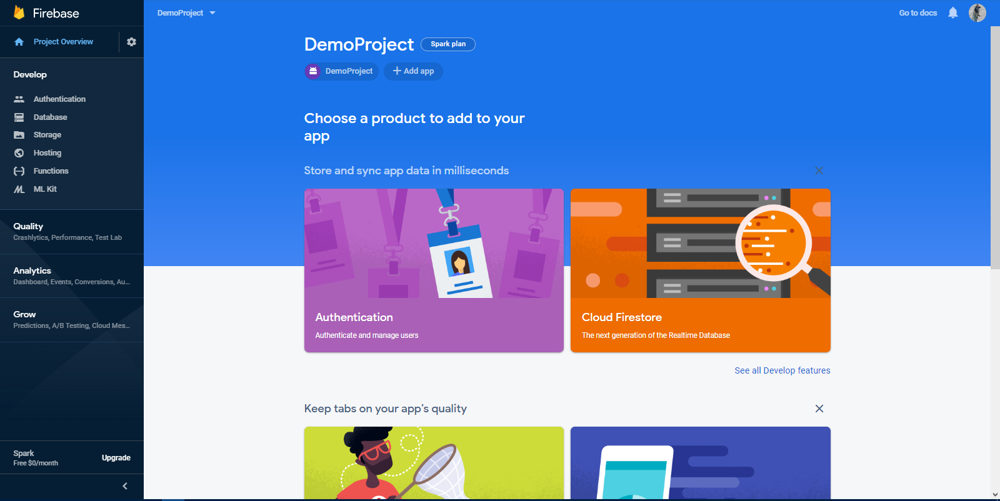 Firebase
Project Overview
Develop
Authentication
Database
Storage
Hosting
Functions
ML Kit
Quality
Crashlytics, Performance, Test Lab
Analytics
Dashboard, Events, Conversions, Au...
Grow
Predictions, A/B Testing, Cloud Mes...
Spark
Free $0/month
Upgrade
DemoProject
Go to docs
DemoProject
Spark plan
DemoProject
Add app
Choose a product to add to your
app
Store and sync app data in milliseconds
Authentication
Authenticate and manage users
Cloud Firestore
The next generation of the Realtime Database
See all Develop features
Keep tabs on your app's quality